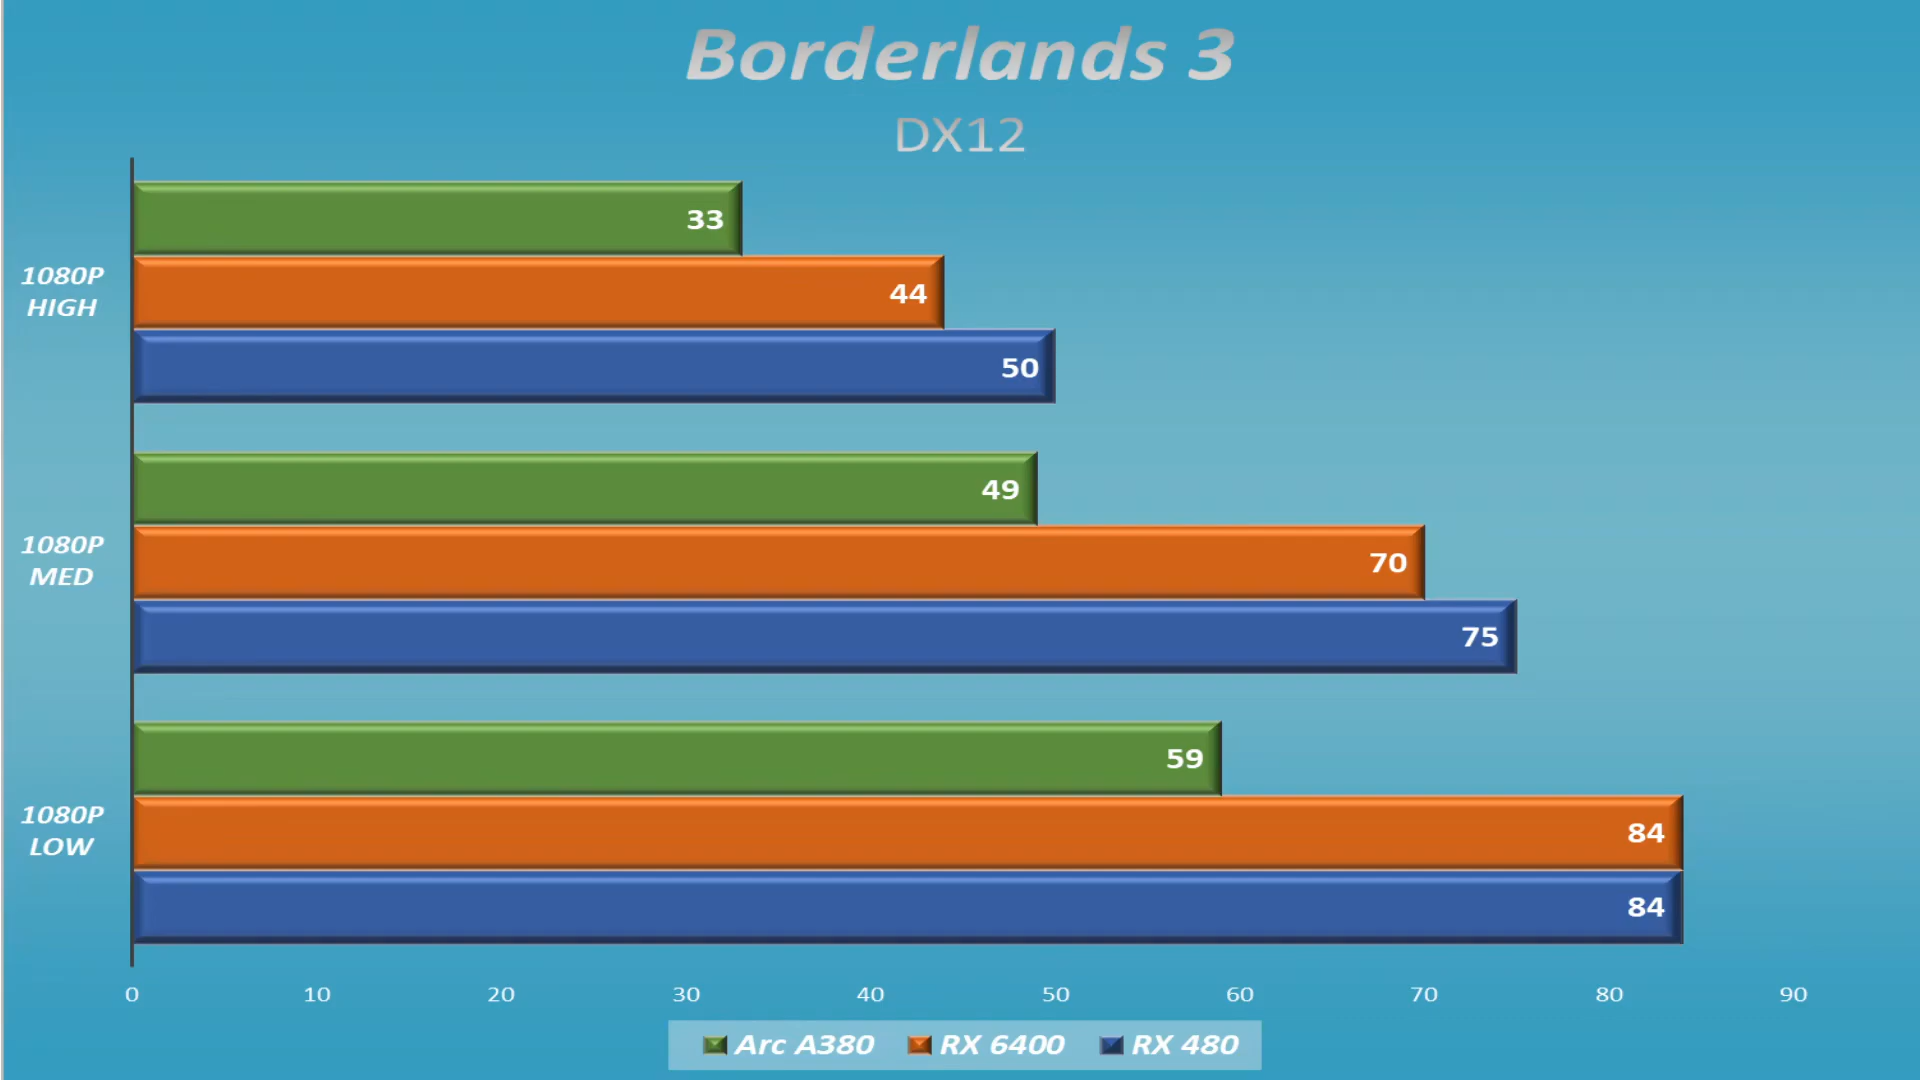 Borderlands 3
DX12
1080P
HIGH
33
44
50
1080P
MED
49
70
75
1080P
LOW
59
84
84
0 10 20 30 40 50 60 70 80 90
Arc A380 RX 6400 RX 480